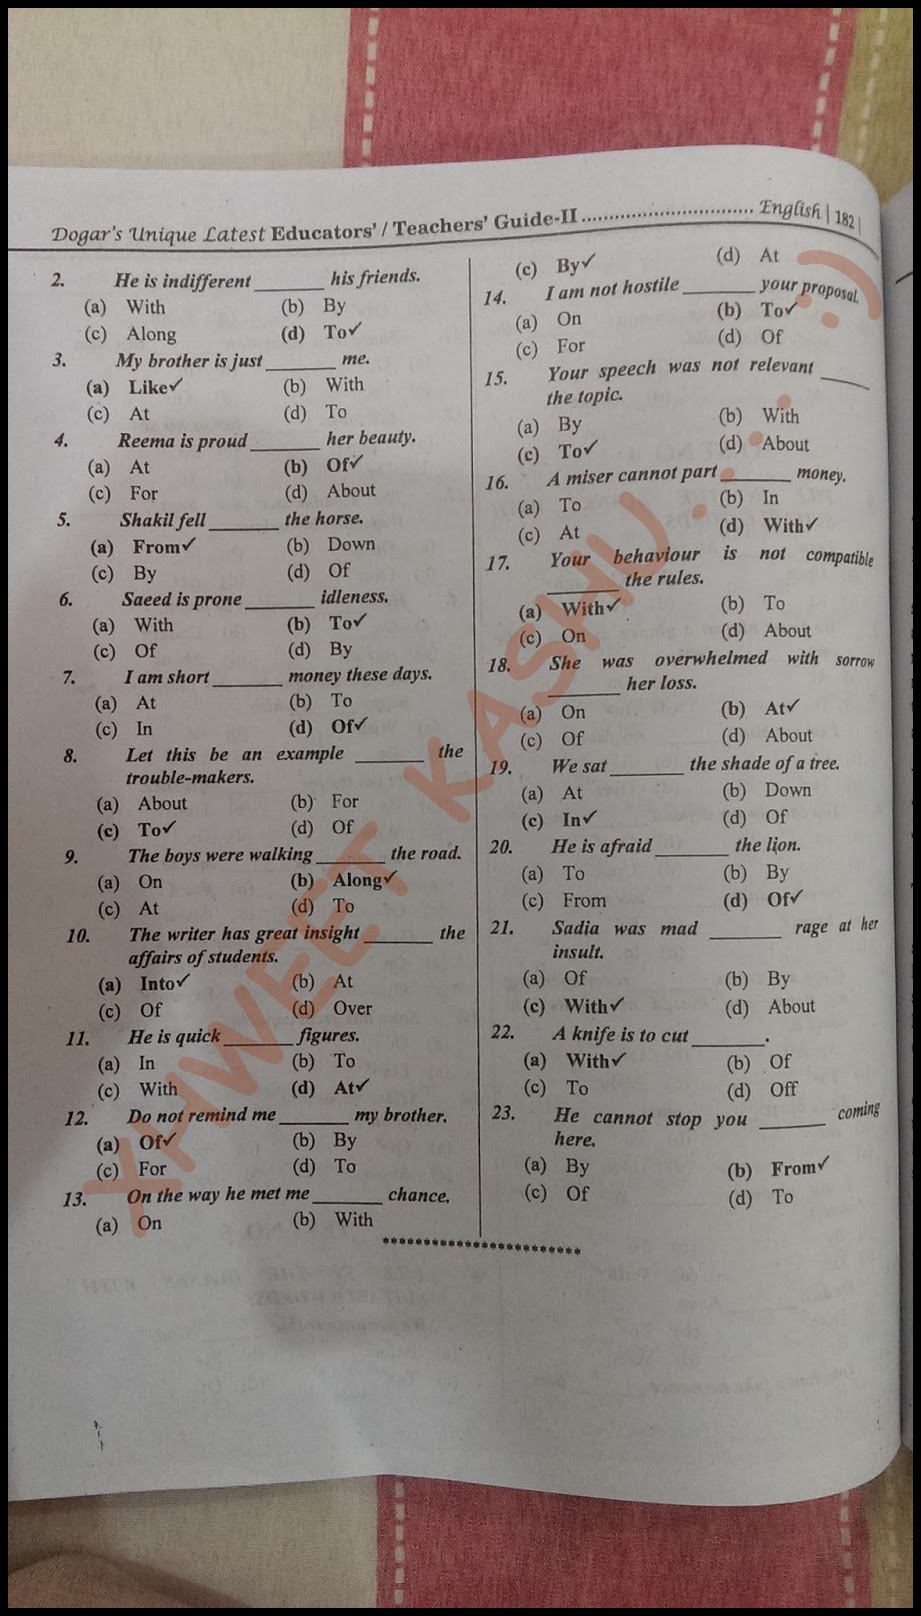 Dogar's Unique Latest Educators' / Teachers' Guide-II .............................. English | 182 |
2. He is indifferent _______ his friends.
(a) With (b) By
(c) Along (d) To✓
3. My brother is just _______ me.
(a) Like✓ (b) With
(c) At (d) To
4. Reema is proud _______ her beauty.
(a) At (b) Of✓
(c) For (d) About
5. Shakil fell _______ the horse.
(a) From✓ (b) Down
(c) By (d) Of
6. Saeed is prone _______ idleness.
(a) With (b) To✓
(c) Of (d) By
7. I am short _______ money these days.
(a) At (b) To
(c) In (d) Of✓
8. Let this be an example _______ the
trouble-makers.
(a) About (b) For
(c) To✓ (d) Of
9. The boys were walking _______ the road.
(a) On (b) Along✓
(c) At (d) To
10. The writer has great insight _______ the
affairs of students.
(a) Into✓ (b) At
(c) Of (d) Over
11. He is quick _______ figures.
(a) In (b) To
(c) With (d) At✓
12. Do not remind me _______ my brother.
(a) Of✓ (b) By
(c) For (d) To
13. On the way he met me _______ chance.
(a) On (b) With
(c) By✓ (d) At
14. I am not hostile _______ your proposal.
(a) On (b) To✓
(c) For (d) Of
15. Your speech was not relevant _____
the topic.
(a) By (b) With
(c) To✓ (d) About
16. A miser cannot part _______ money.
(a) To (b) In
(c) At (d) With✓
17. Your behaviour is not compatible
_______ the rules.
(a) With✓ (b) To
(c) On (d) About
18. She was overwhelmed with sorrow
_______ her loss.
(a) On (b) At✓
(c) Of (d) About
19. We sat _______ the shade of a tree.
(a) At (b) Down
(c) In✓ (d) Of
20. He is afraid _______ the lion.
(a) To (b) By
(c) From (d) Of✓
21. Sadia was mad _______ rage at her
insult.
(a) Of (b) By
(c) With✓ (d) About
22. A knife is to cut _______.
(a) With✓ (b) Of
(c) To (d) Off
23. He cannot stop you _______ coming
here.
(a) By (b) From✓
(c) Of (d) To
************************